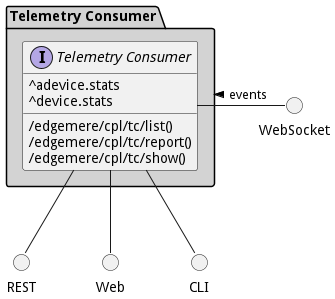 Telemetry Consumer
I Telemetry Consumer
^adevice.stats
^device.stats
/edgemere/cpl/tc/list()
/edgemere/cpl/tc/report()
/edgemere/cpl/tc/show()
events
WebSocket
REST
Web
CLI